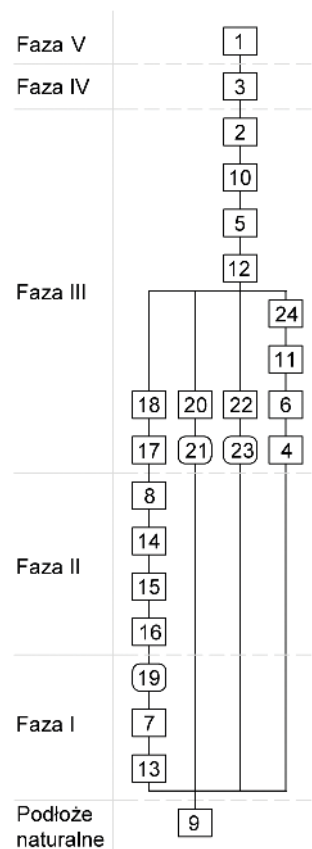 Faza V
1
Faza IV
3
2
10
5
12
Faza III
24
11
18 20 22 6
17 21 23 4
8
14
Faza II
15
16
19
Faza I
7
13
Podłoże
naturalne
9